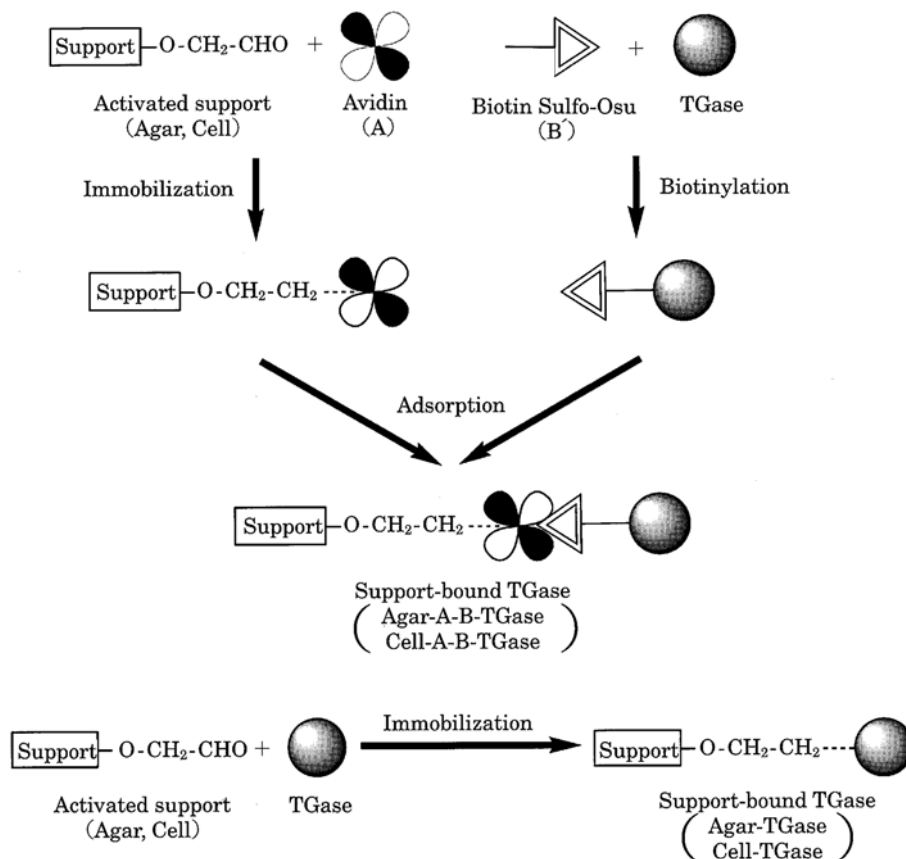 Support-O-CH2-CHO + Avidin (A)
Activated support
(Agar, Cell)
Biotin Sulfo-Osu + TGase
(B´)
Immobilization
Biotinylation
Support-O-CH2-CH2
Adsorption
Support-O-CH2-CH2
Support-bound TGase
(Agar-A-B-TGase
Cell-A-B-TGase)
Support-O-CH2-CHO + TGase
Activated support
(Agar, Cell)
Immobilization
Support-O-CH2-CH2
Support-bound TGase
(Agar-TGase
Cell-TGase)